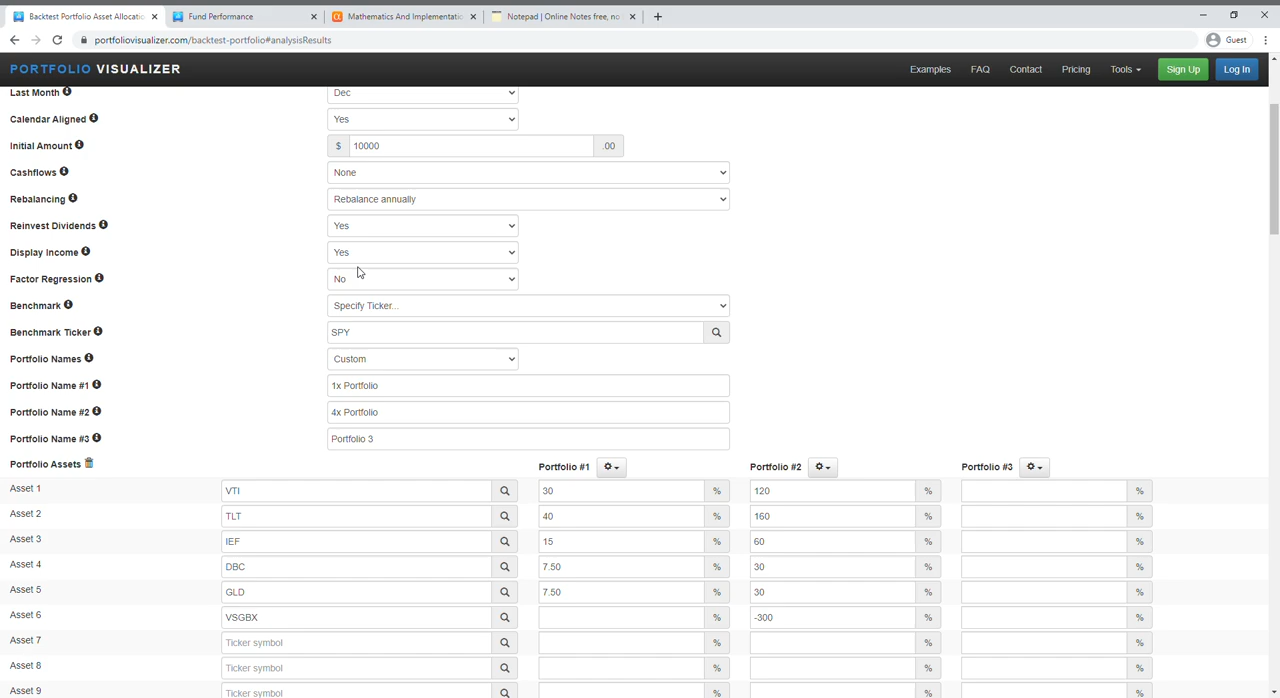 Backtest Portfolio Asset Allocatio
Fund Performance
Mathematics And Implementatio
Notepad | Online Notes free, no
portfoliovisualizer.com/backtest-portfolio#analysisResults
Guest
PORTFOLIO VISUALIZER
Examples FAQ Contact Pricing Tools Sign Up Log In
Last Month Dec
Calendar Aligned Yes
Initial Amount $ 10000 .00
Cashflows None
Rebalancing Rebalance annually
Reinvest Dividends Yes
Display Income Yes
Factor Regression No
Benchmark Specify Ticker...
Benchmark Ticker SPY
Portfolio Names Custom
Portfolio Name #1 1x Portfolio
Portfolio Name #2 4x Portfolio
Portfolio Name #3 Portfolio 3
Portfolio Assets Portfolio #1 Portfolio #2 Portfolio #3
Asset 1 VTI 30 % 120 % %
Asset 2 TLT 40 % 160 % %
Asset 3 IEF 15 % 60 % %
Asset 4 DBC 7.50 % 30 % %
Asset 5 GLD 7.50 % 30 % %
Asset 6 VSGBX % -300 % %
Asset 7 Ticker symbol % % %
Asset 8 Ticker symbol % % %
Asset 9 Ticker symbol % % %